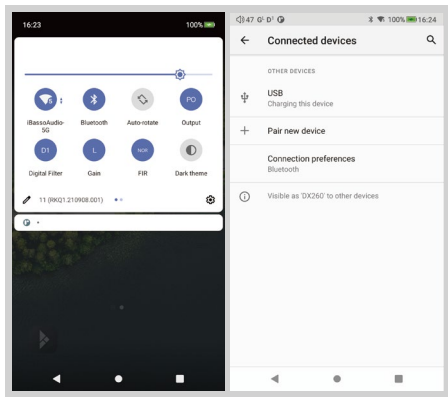 16:23
100%
iBassoAudio-
5G
Bluetooth
Auto-rotate
Output
PO
D1
L
NOR
Digital Filter
Gain
FIR
Dark theme
11 (RKQ1.210908.001)
47 G^L D^1 100% 16:24
Connected devices
OTHER DEVICES
USB
Charging this device
Pair new device
Connection preferences
Bluetooth
Visible as 'DX260' to other devices